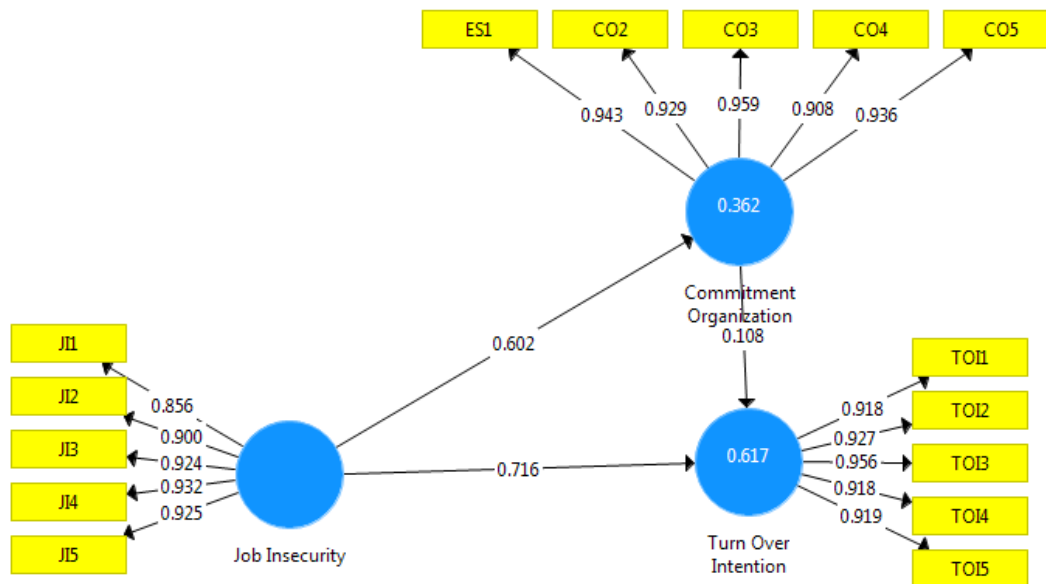 ES1 CO2 CO3 CO4 CO5
0.943 0.929 0.959 0.908 0.936
0.362
Commitment
Organization
0.602
0.108
JI1
JI2
JI3
JI4
JI5
0.856
0.900
0.924
0.932
0.925
Job Insecurity
0.716
0.617
Turn Over
Intention
0.918
0.927
0.956
0.918
0.919
TOI1
TOI2
TOI3
TOI4
TOI5